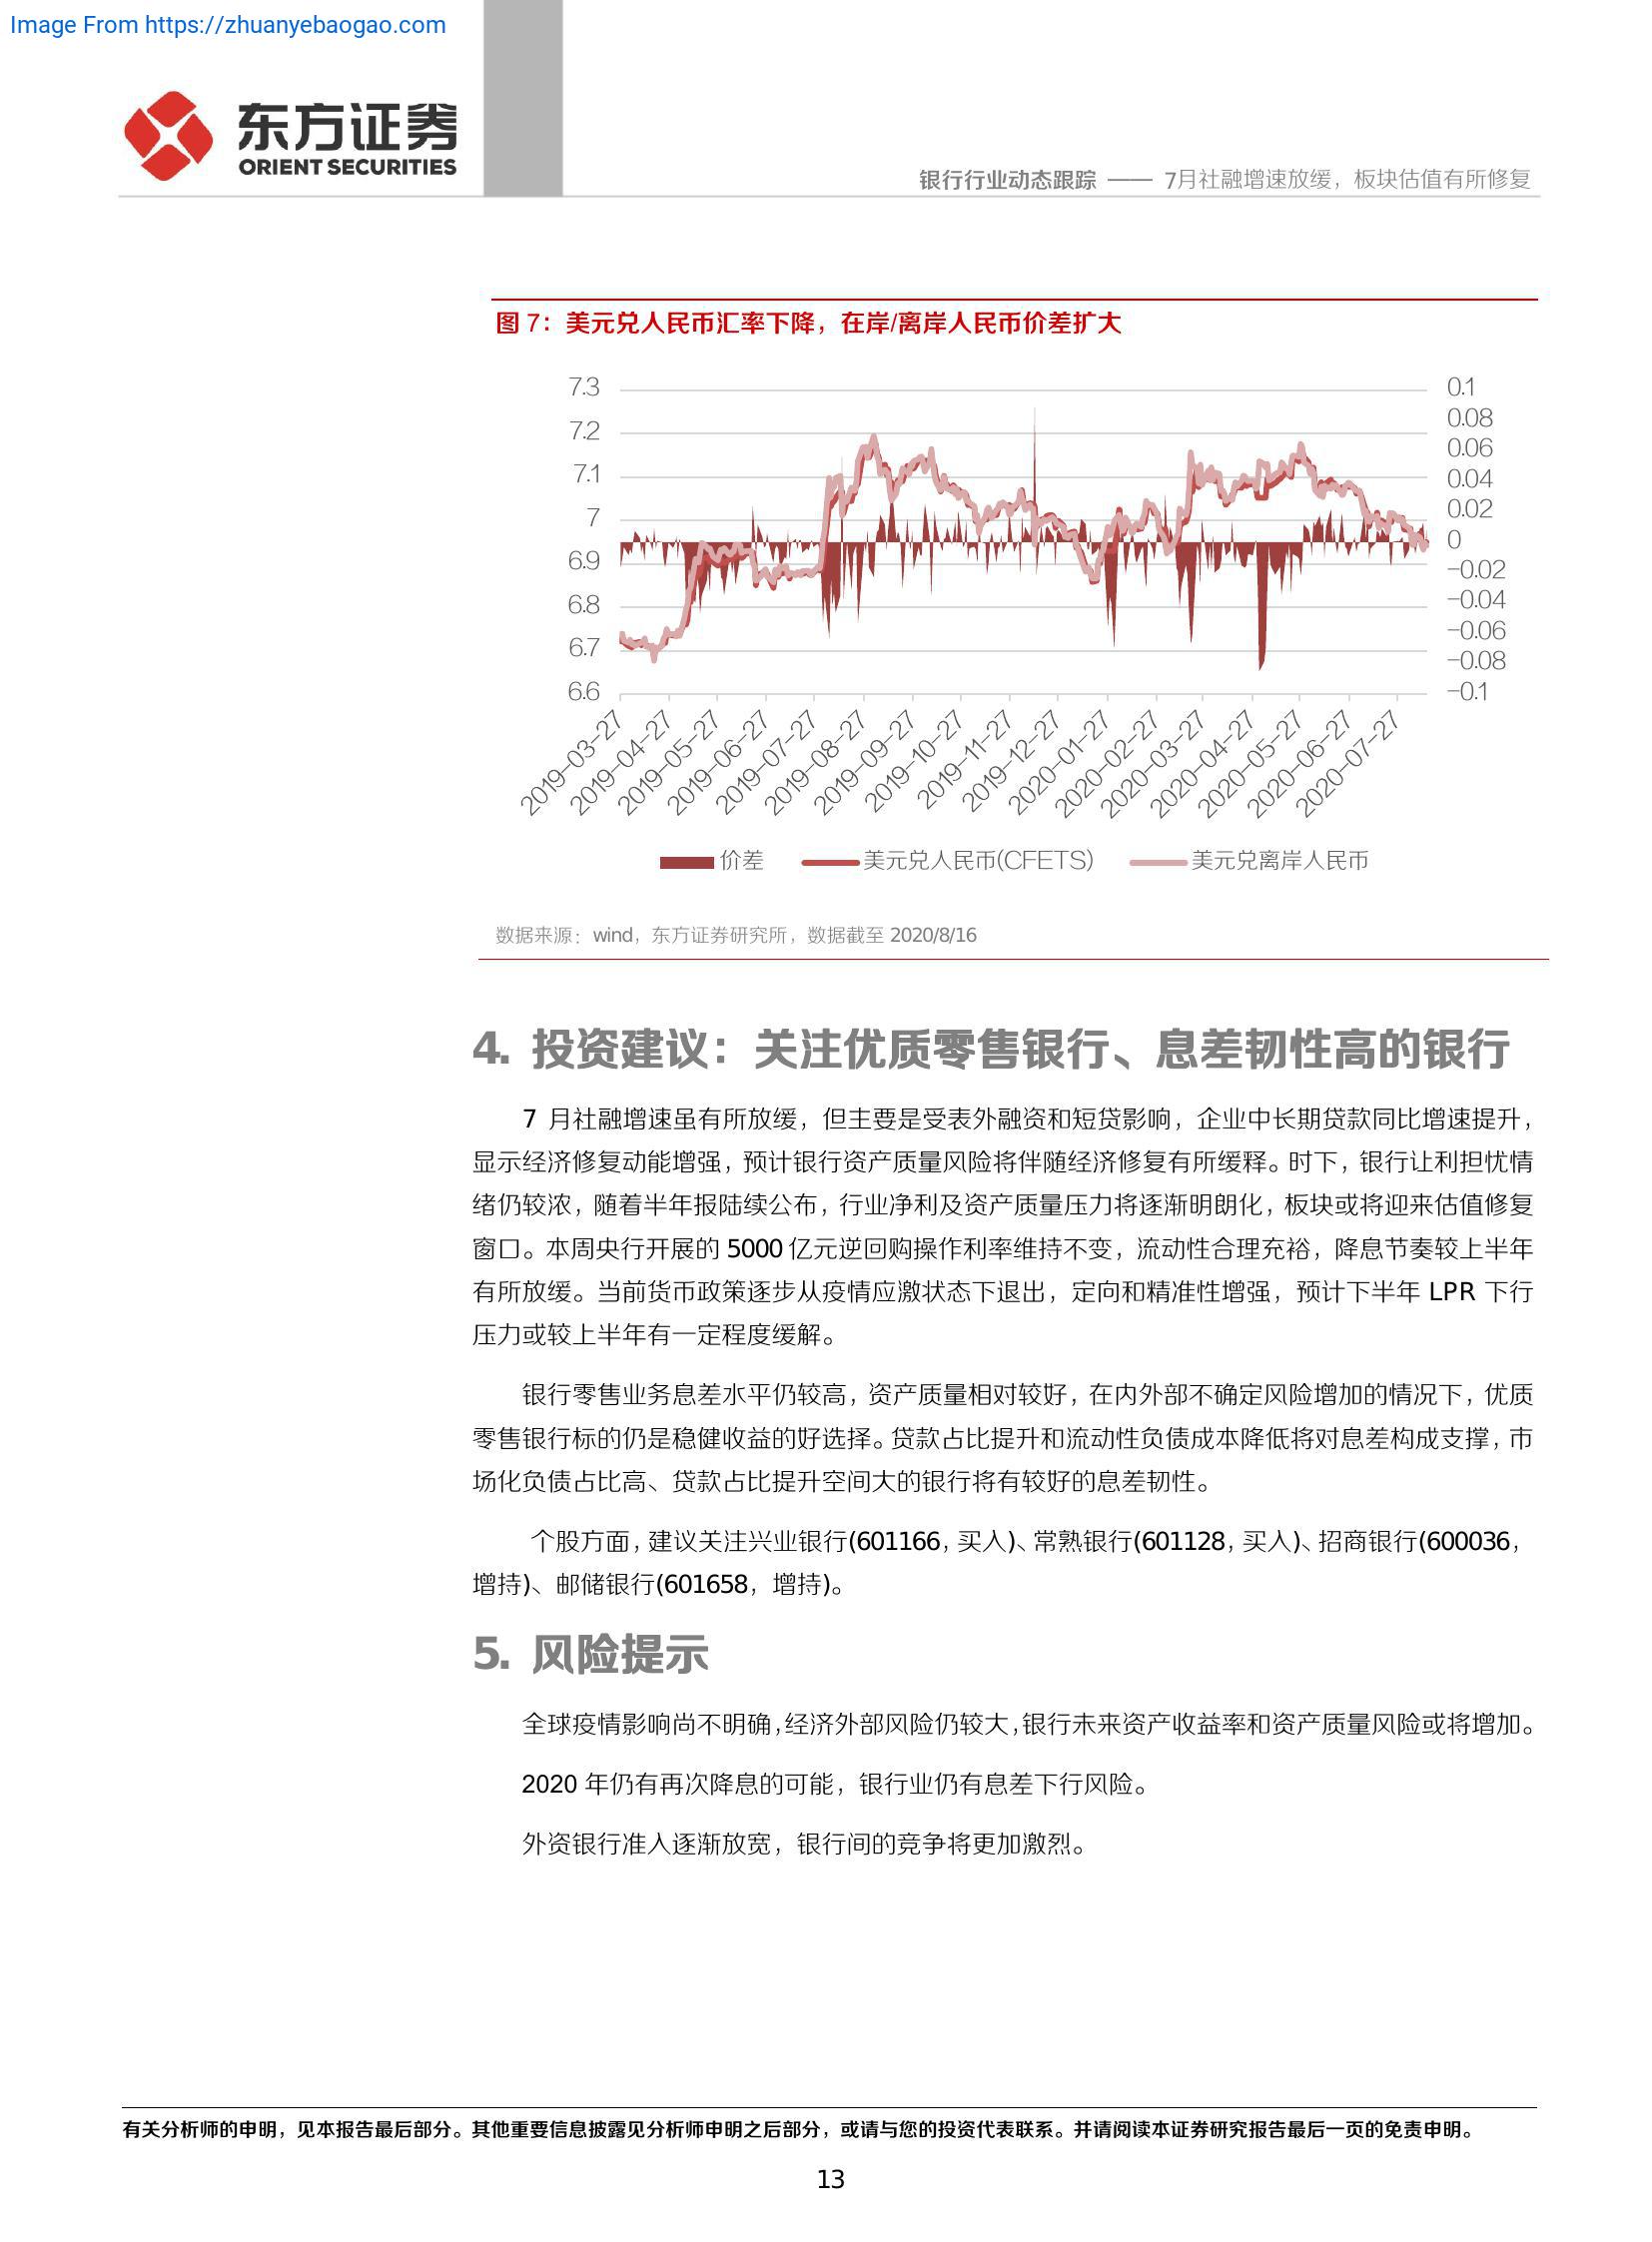 Image From https://zhuanyebaogao.com
东方证券
ORIENT SECURITIES
银行行业动态跟踪 —— 7月社融增速放缓，板块估值有所修复
图 7：美元兑人民币汇率下降，在岸/离岸人民币价差扩大
7.3
7.2
7.1
7
6.9
6.8
6.7
6.6
0.1
0.08
0.06
0.04
0.02
0
-0.02
-0.04
-0.06
-0.08
-0.1
2019-03-27
2019-04-27
2019-05-27
2019-06-27
2019-07-27
2019-08-27
2019-09-27
2019-10-27
2019-11-27
2019-12-27
2020-01-27
2020-02-27
2020-03-27
2020-04-27
2020-05-27
2020-06-27
2020-07-27
价差 美元兑人民币(CFETS) 美元兑离岸人民币
数据来源：wind，东方证券研究所，数据截至 2020/8/16
4. 投资建议：关注优质零售银行、息差韧性高的银行
7 月社融增速虽有所放缓，但主要是受表外融资和短贷影响，企业中长期贷款同比增速提升，
显示经济修复动能增强，预计银行资产质量风险将伴随经济修复有所缓释。时下，银行让利担忧情
绪仍较浓，随着半年报陆续公布，行业净利及资产质量压力将逐渐明朗化，板块或将迎来估值修复
窗口。本周央行开展的 5000 亿元逆回购操作利率维持不变，流动性合理充裕，降息节奏较上半年
有所放缓。当前货币政策逐步从疫情应激状态下退出，定向和精准性增强，预计下半年 LPR 下行
压力或较上半年有一定程度缓解。
银行零售业务息差水平仍较高，资产质量相对较好，在内外部不确定风险增加的情况下，优质
零售银行标的仍是稳健收益的好选择。贷款占比提升和流动性负债成本降低将对息差构成支撑，市
场化负债占比高、贷款占比提升空间大的银行将有较好的息差韧性。
个股方面，建议关注兴业银行(601166，买入)、常熟银行(601128，买入)、招商银行(600036，
增持)、邮储银行(601658，增持)。
5. 风险提示
全球疫情影响尚不明确，经济外部风险仍较大，银行未来资产收益率和资产质量风险或将增加。
2020 年仍有再次降息的可能，银行业仍有息差下行风险。
外资银行准入逐渐放宽，银行间的竞争将更加激烈。
有关分析师的申明，见本报告最后部分。其他重要信息披露见分析师申明之后部分，或请与您的投资代表联系。并请阅读本证券研究报告最后一页的免责申明。
13